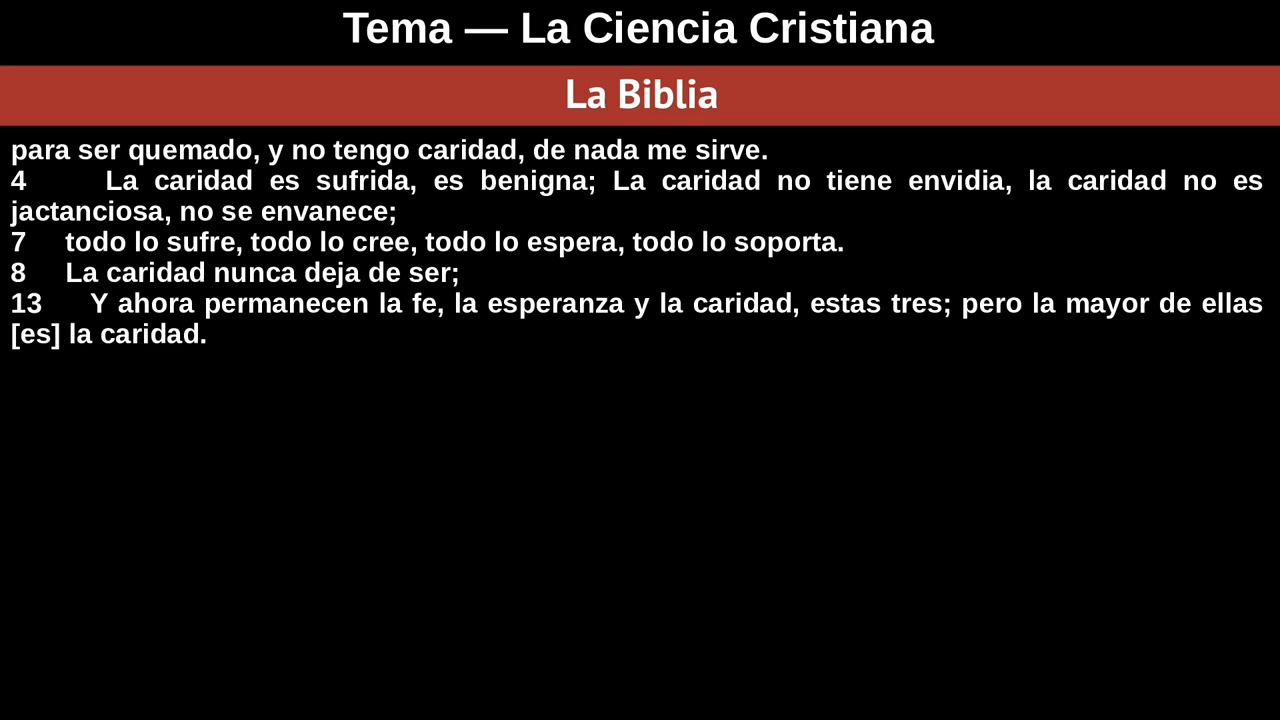 Tema — La Ciencia Cristiana
La Biblia
para ser quemado, y no tengo caridad, de nada me sirve.
4 La caridad es sufrida, es benigna; La caridad no tiene envidia, la caridad no es
jactanciosa, no se envanece;
7 todo lo sufre, todo lo cree, todo lo espera, todo lo soporta.
8 La caridad nunca deja de ser;
13 Y ahora permanecen la fe, la esperanza y la caridad, estas tres; pero la mayor de ellas
[es] la caridad.